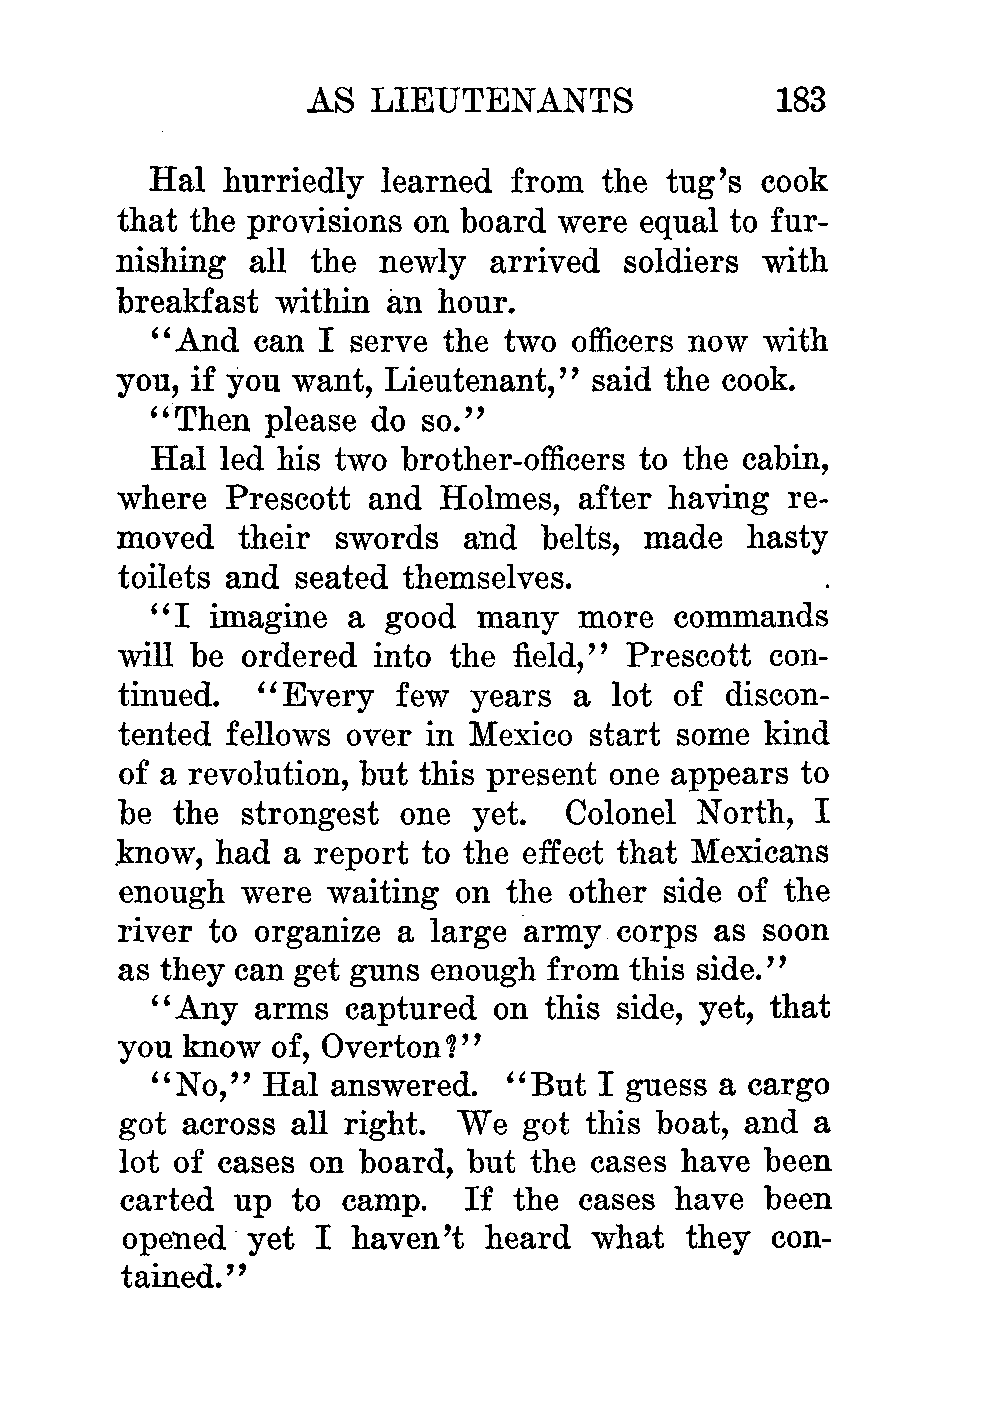 AS LIEUTENANTS 183
Hal hurriedly learned from the tug's cook
that the provisions on board were equal to fur-
nishing all the newly arrived soldiers with
breakfast within an hour.
"And can I serve the two officers now with
you, if you want, Lieutenant," said the cook.
"Then please do so."
Hal led his two brother-officers to the cabin,
where Prescott and Holmes, after having re-
moved their swords and belts, made hasty
toilets and seated themselves.
"I imagine a good many more commands
will be ordered into the field," Prescott con-
tinued. "Every few years a lot of discon-
tented fellows over in Mexico start some kind
of a revolution, but this present one appears to
be the strongest one yet. Colonel North, I
know, had a report to the effect that Mexicans
enough were waiting on the other side of the
river to organize a large army corps as soon
as they can get guns enough from this side."
"Any arms captured on this side, yet, that
you know of, Overton?"
"No," Hal answered. "But I guess a cargo
got across all right. We got this boat, and a
lot of cases on board, but the cases have been
carted up to camp. If the cases have been
opened yet I haven't heard what they con-
tained."